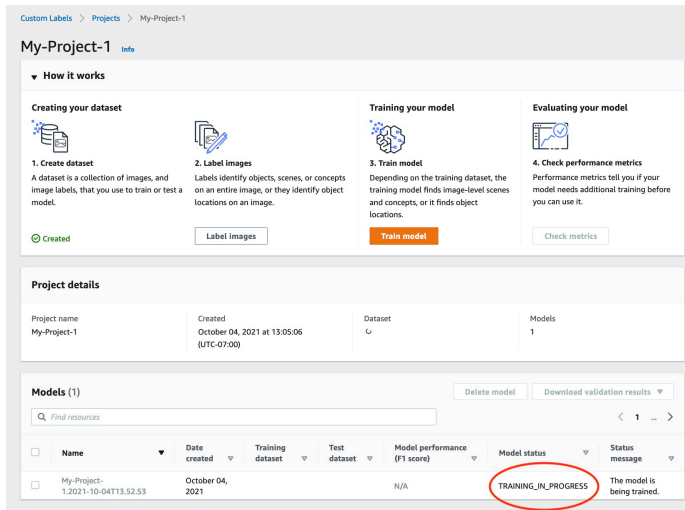 Custom Labels > Projects > My-Project-1
My-Project-1 Info
How it works
Creating your dataset
1. Create dataset
A dataset is a collection of images, and
image labels, that you use to train or test a
model.
Created
2. Label images
Labels identify objects, scenes, or concepts
on an entire image, or they identify object
locations on an image.
Label images
Training your model
3. Train model
Depending on the training dataset, the
training model finds image-level scenes
and concepts, or it finds object
locations.
Train model
Evaluating your model
4. Check performance metrics
Performance metrics tell you if your
model needs additional training before
you can use it.
Check metrics
Project details
Project name
My-Project-1
Created
October 04, 2021 at 13:05:06
(UTC-07:00)
Dataset
Models
1
Models (1)
Delete model
Download validation results
Find resources
< 1 ... >
Name
Date
created
Training
dataset
Test
dataset
Model performance
(F1 score)
Model status
Status
message
My-Project-
1.2021-10-04T13.52.53
October 04,
2021
N/A
TRAINING_IN_PROGRESS
The model is
being trained.